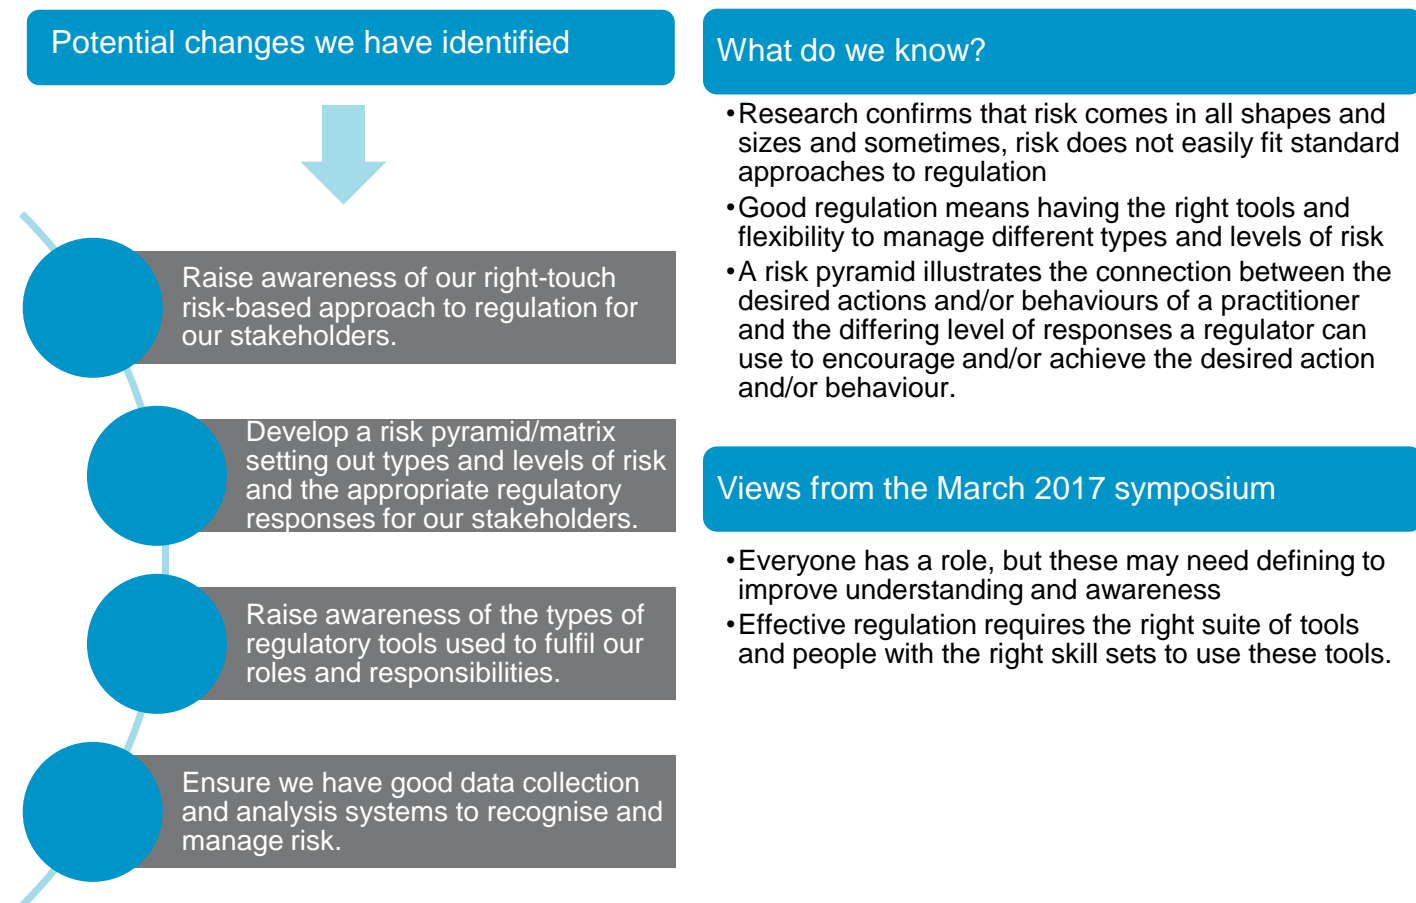 Potential changes we have identified
Raise awareness of our right-touch
risk-based approach to regulation for
our stakeholders.
Develop a risk pyramid/matrix
setting out types and levels of risk
and the appropriate regulatory
responses for our stakeholders.
Raise awareness of the types of
regulatory tools used to fulfil our
roles and responsibilities.
Ensure we have good data collection
and analysis systems to recognise and
manage risk.
What do we know?
•Research confirms that risk comes in all shapes and
sizes and sometimes, risk does not easily fit standard
approaches to regulation
•Good regulation means having the right tools and
flexibility to manage different types and levels of risk
•A risk pyramid illustrates the connection between the
desired actions and/or behaviours of a practitioner
and the differing level of responses a regulator can
use to encourage and/or achieve the desired action
and/or behaviour.
Views from the March 2017 symposium
•Everyone has a role, but these may need defining to
improve understanding and awareness
•Effective regulation requires the right suite of tools
and people with the right skill sets to use these tools.